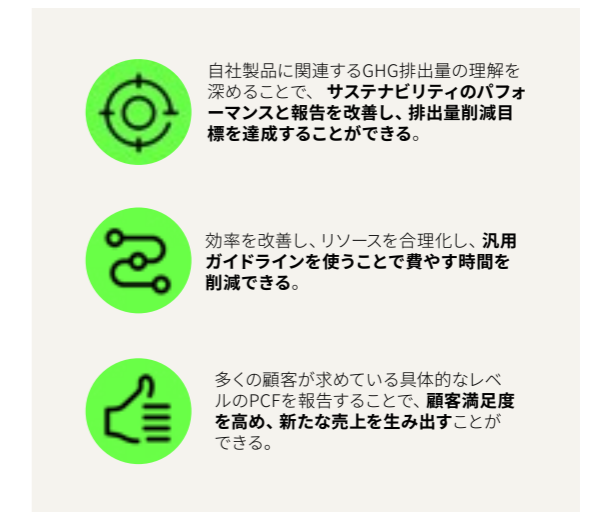 自社製品に関連するGHG排出量の理解を
深めることで、 サステナビリティのパフォ
ーマンスと報告を改善し、排出量削減目
標を達成することができる。
効率を改善し、リソースを合理化し、汎用
ガイドラインを使うことで費やす時間を
削減できる。
多くの顧客が求めている具体的なレベ
ルのPCFを報告することで、顧客満足度
を高め、新たな売上を生み出すことが
できる。